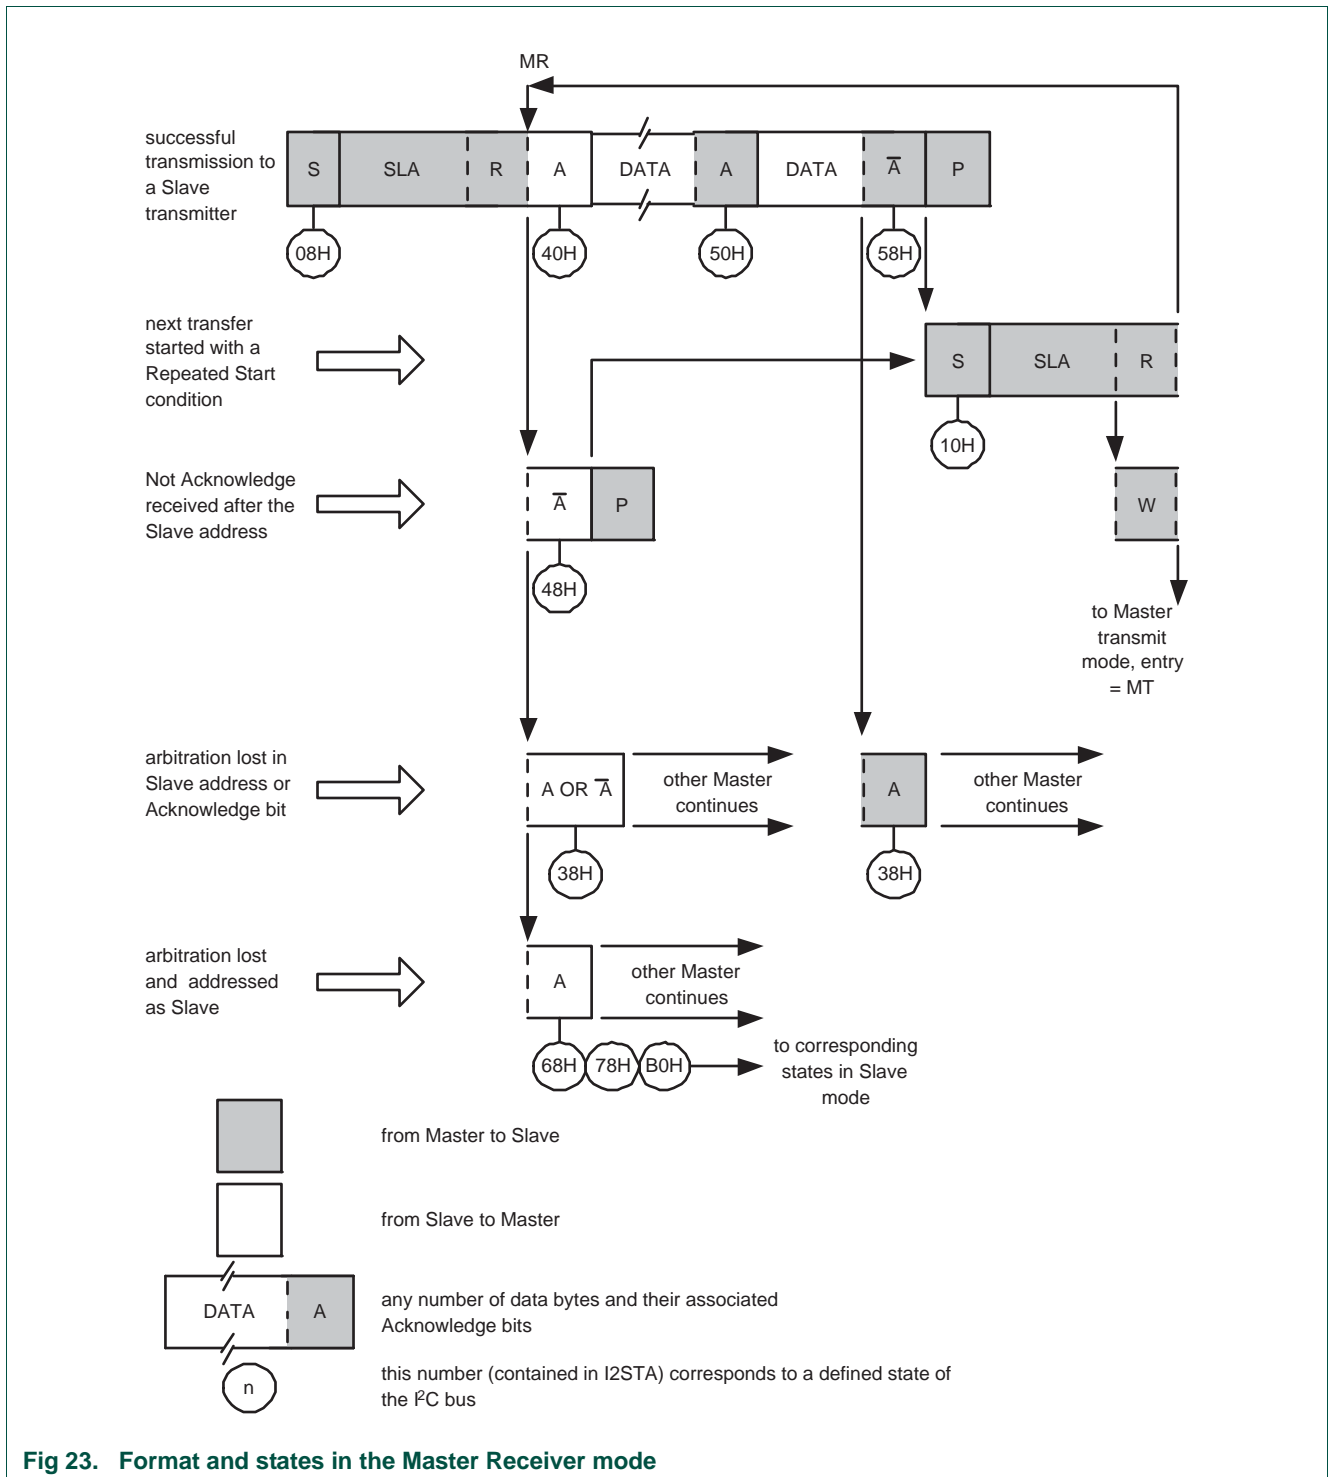 MR
successful
transmission to
a Slave
transmitter
S SLA R A DATA A DATA A̅ P
08H 40H 50H 58H
next transfer
started with a
Repeated Start
condition
S SLA R
10H
Not Acknowledge
received after the
Slave address
A̅ P
W
48H
to Master
transmit
mode, entry
= MT
arbitration lost in
Slave address or
Acknowledge bit
A OR A̅
other Master
continues
A
other Master
continues
38H 38H
arbitration lost
and addressed
as Slave
A
other Master
continues
68H 78H B0H
to corresponding
states in Slave
mode
from Master to Slave
from Slave to Master
DATA A
any number of data bytes and their associated
Acknowledge bits
n
this number (contained in I2STA) corresponds to a defined state of
the I²C bus
Fig 23. Format and states in the Master Receiver mode